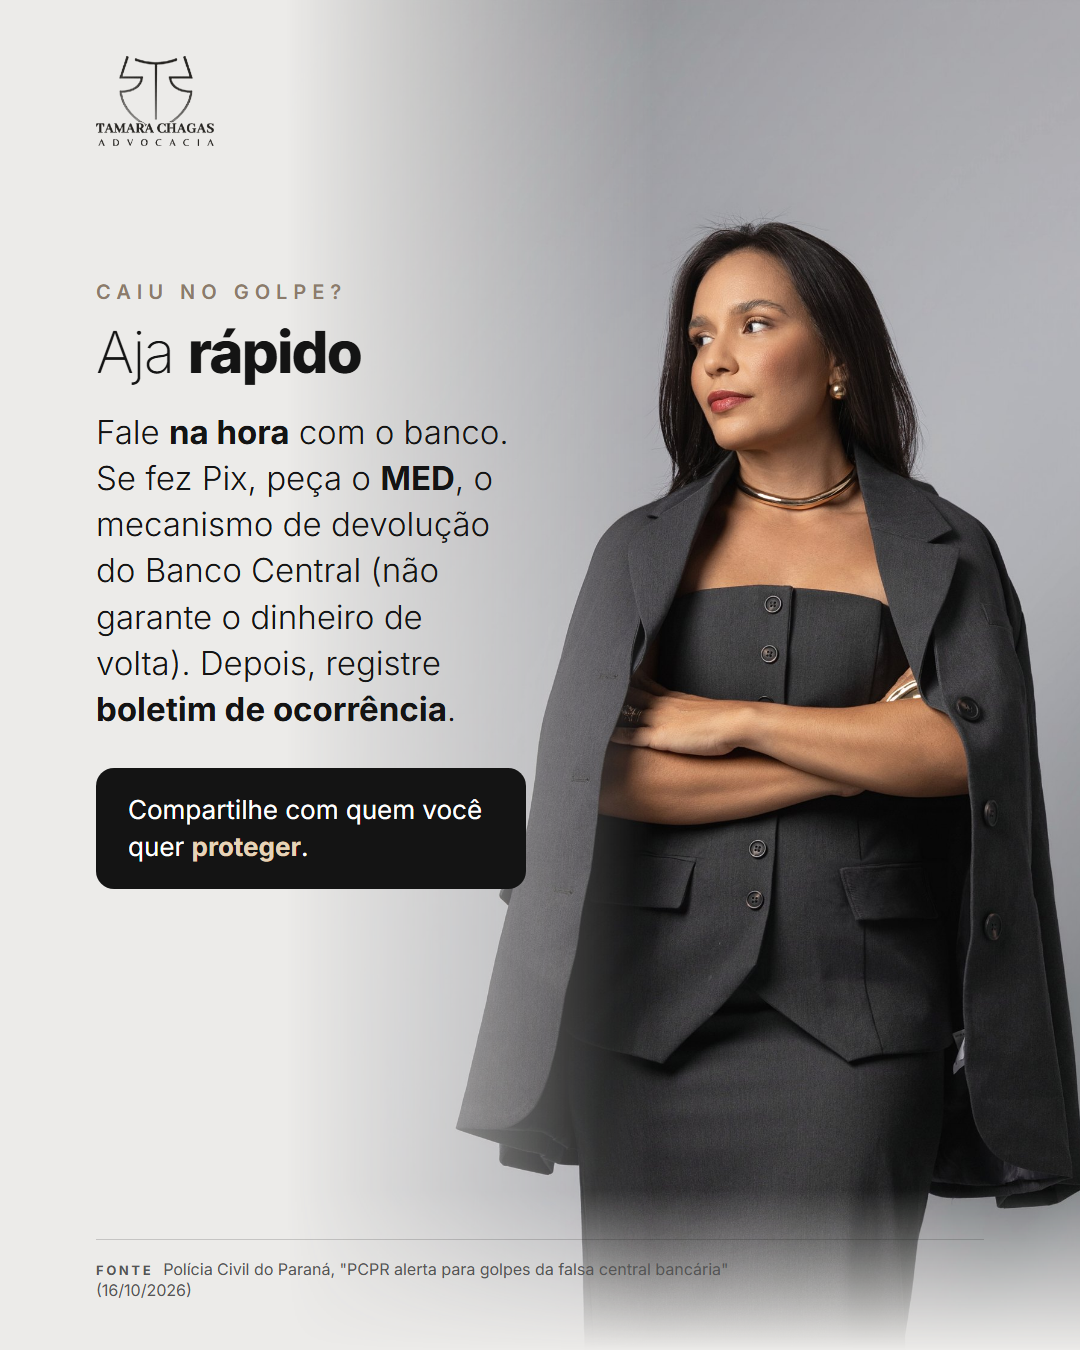 TAMARA CHAGAS
ADVOCACIA
CAIU NO GOLPE?
Aja rápido
Fale na hora com o banco.
Se fez Pix, peça o MED, o
mecanismo de devolução
do Banco Central (não
garante o dinheiro de
volta). Depois, registre
boletim de ocorrência.
Compartilhe com quem você
quer proteger.
FONTE Polícia Civil do Paraná, "PCPR alerta para golpes da falsa central bancária"
(16/10/2026)